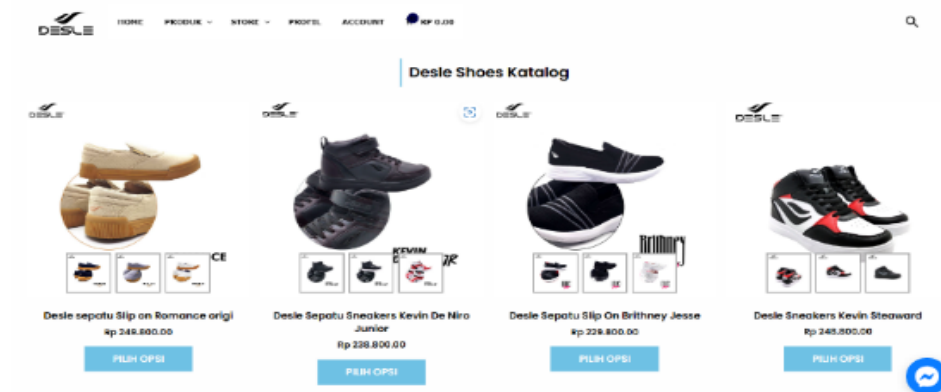 DESLE
HOME PRODUK STORE PROFIL ACCOUNT RP 0.00
Desle Shoes Katalog
DESLE DESLE DESLE DESLE
CE
KEVIN
Brithney
Desle sepatu Slip on Romance origi
Rp 249.800.00
PILIH OPSI
Desle Sepatu Sneakers Kevin De Niro
Junior
Rp 238.800.00
PILIH OPSI
Desle Sepatu Slip On Brithney Jesse
Rp 229.800.00
PILIH OPSI
Desle Sneakers Kevin Steaward
Rp 248.800.00
PILIH OPSI